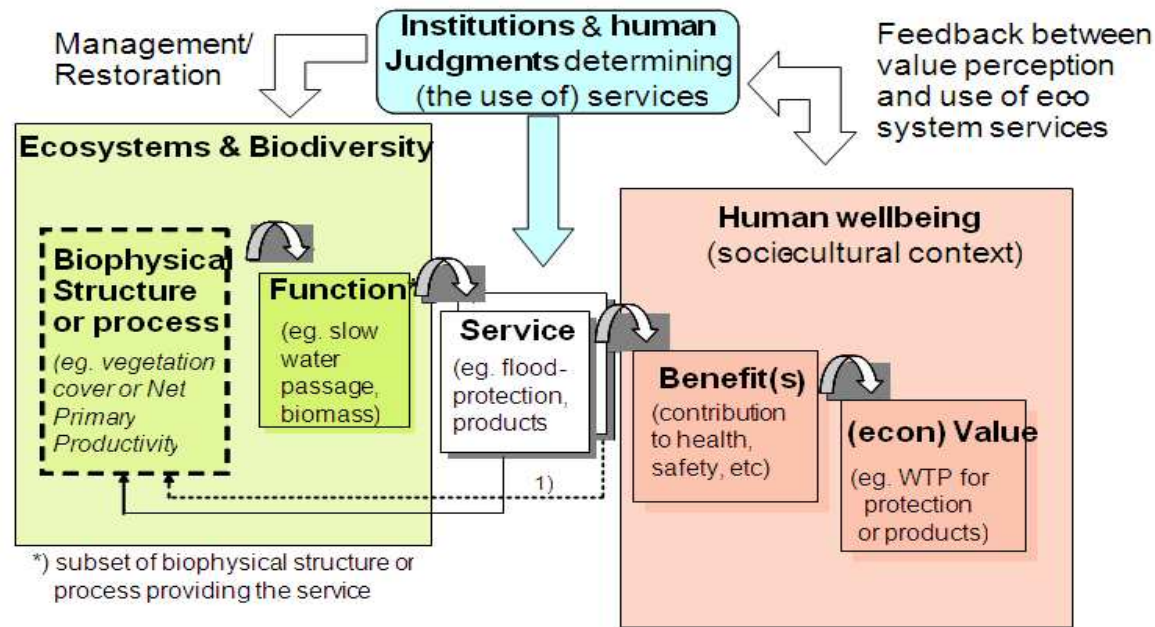 Management/
Restoration
Institutions & human
Judgments determining
(the use of) services
Feedback between
value perception
and use of eco
system services
Ecosystems & Biodiversity
Biophysical
Structure
or process
(eg. vegetation
cover or Net
Primary
Productivity
Function*
(eg. slow
water
passage,
biomass)
Service
(eg. flood-
protection,
products
Human wellbeing
(sociecultural context)
Benefit(s)
(contribution
to health,
safety, etc)
(econ) Value
(eg. WTP for
protection
or products)
1)
*) subset of biophysical structure or
process providing the service